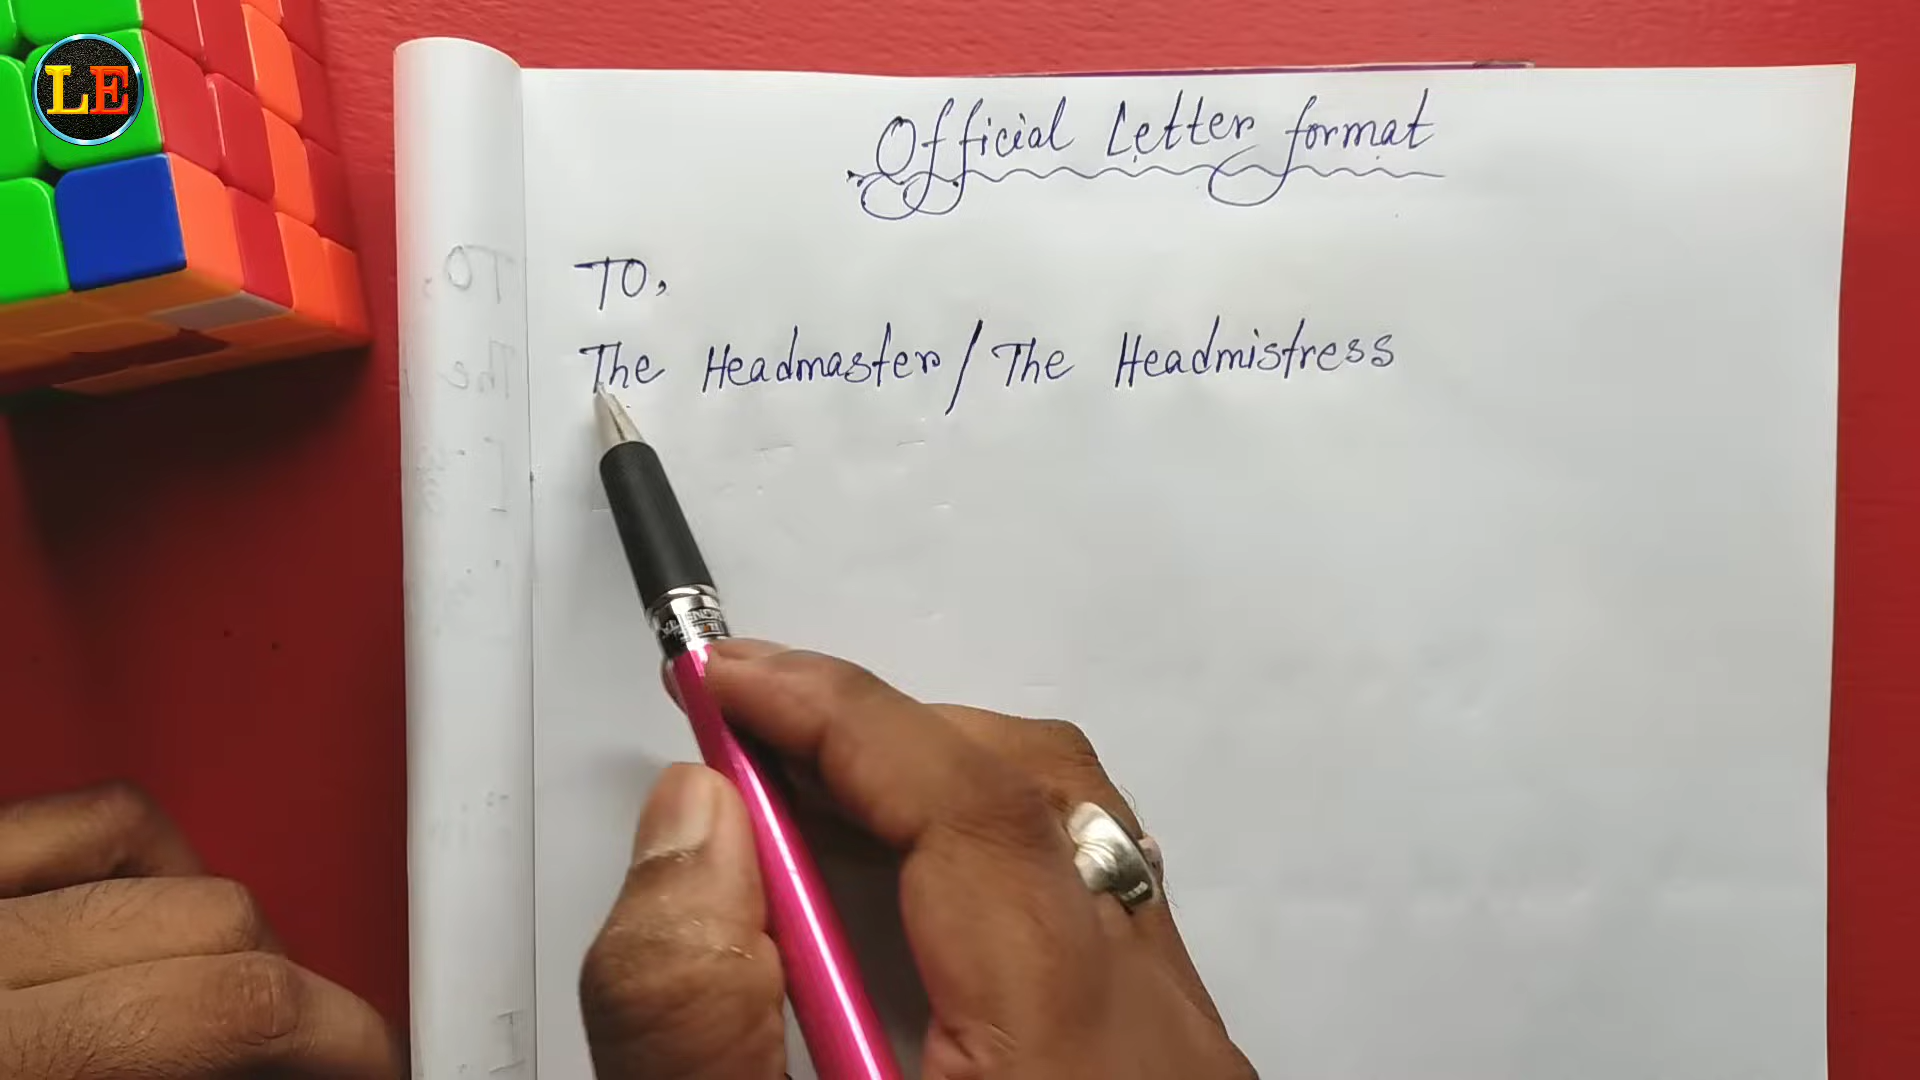 LE
Official Letter format
TO,
The Headmaster / The Headmistress